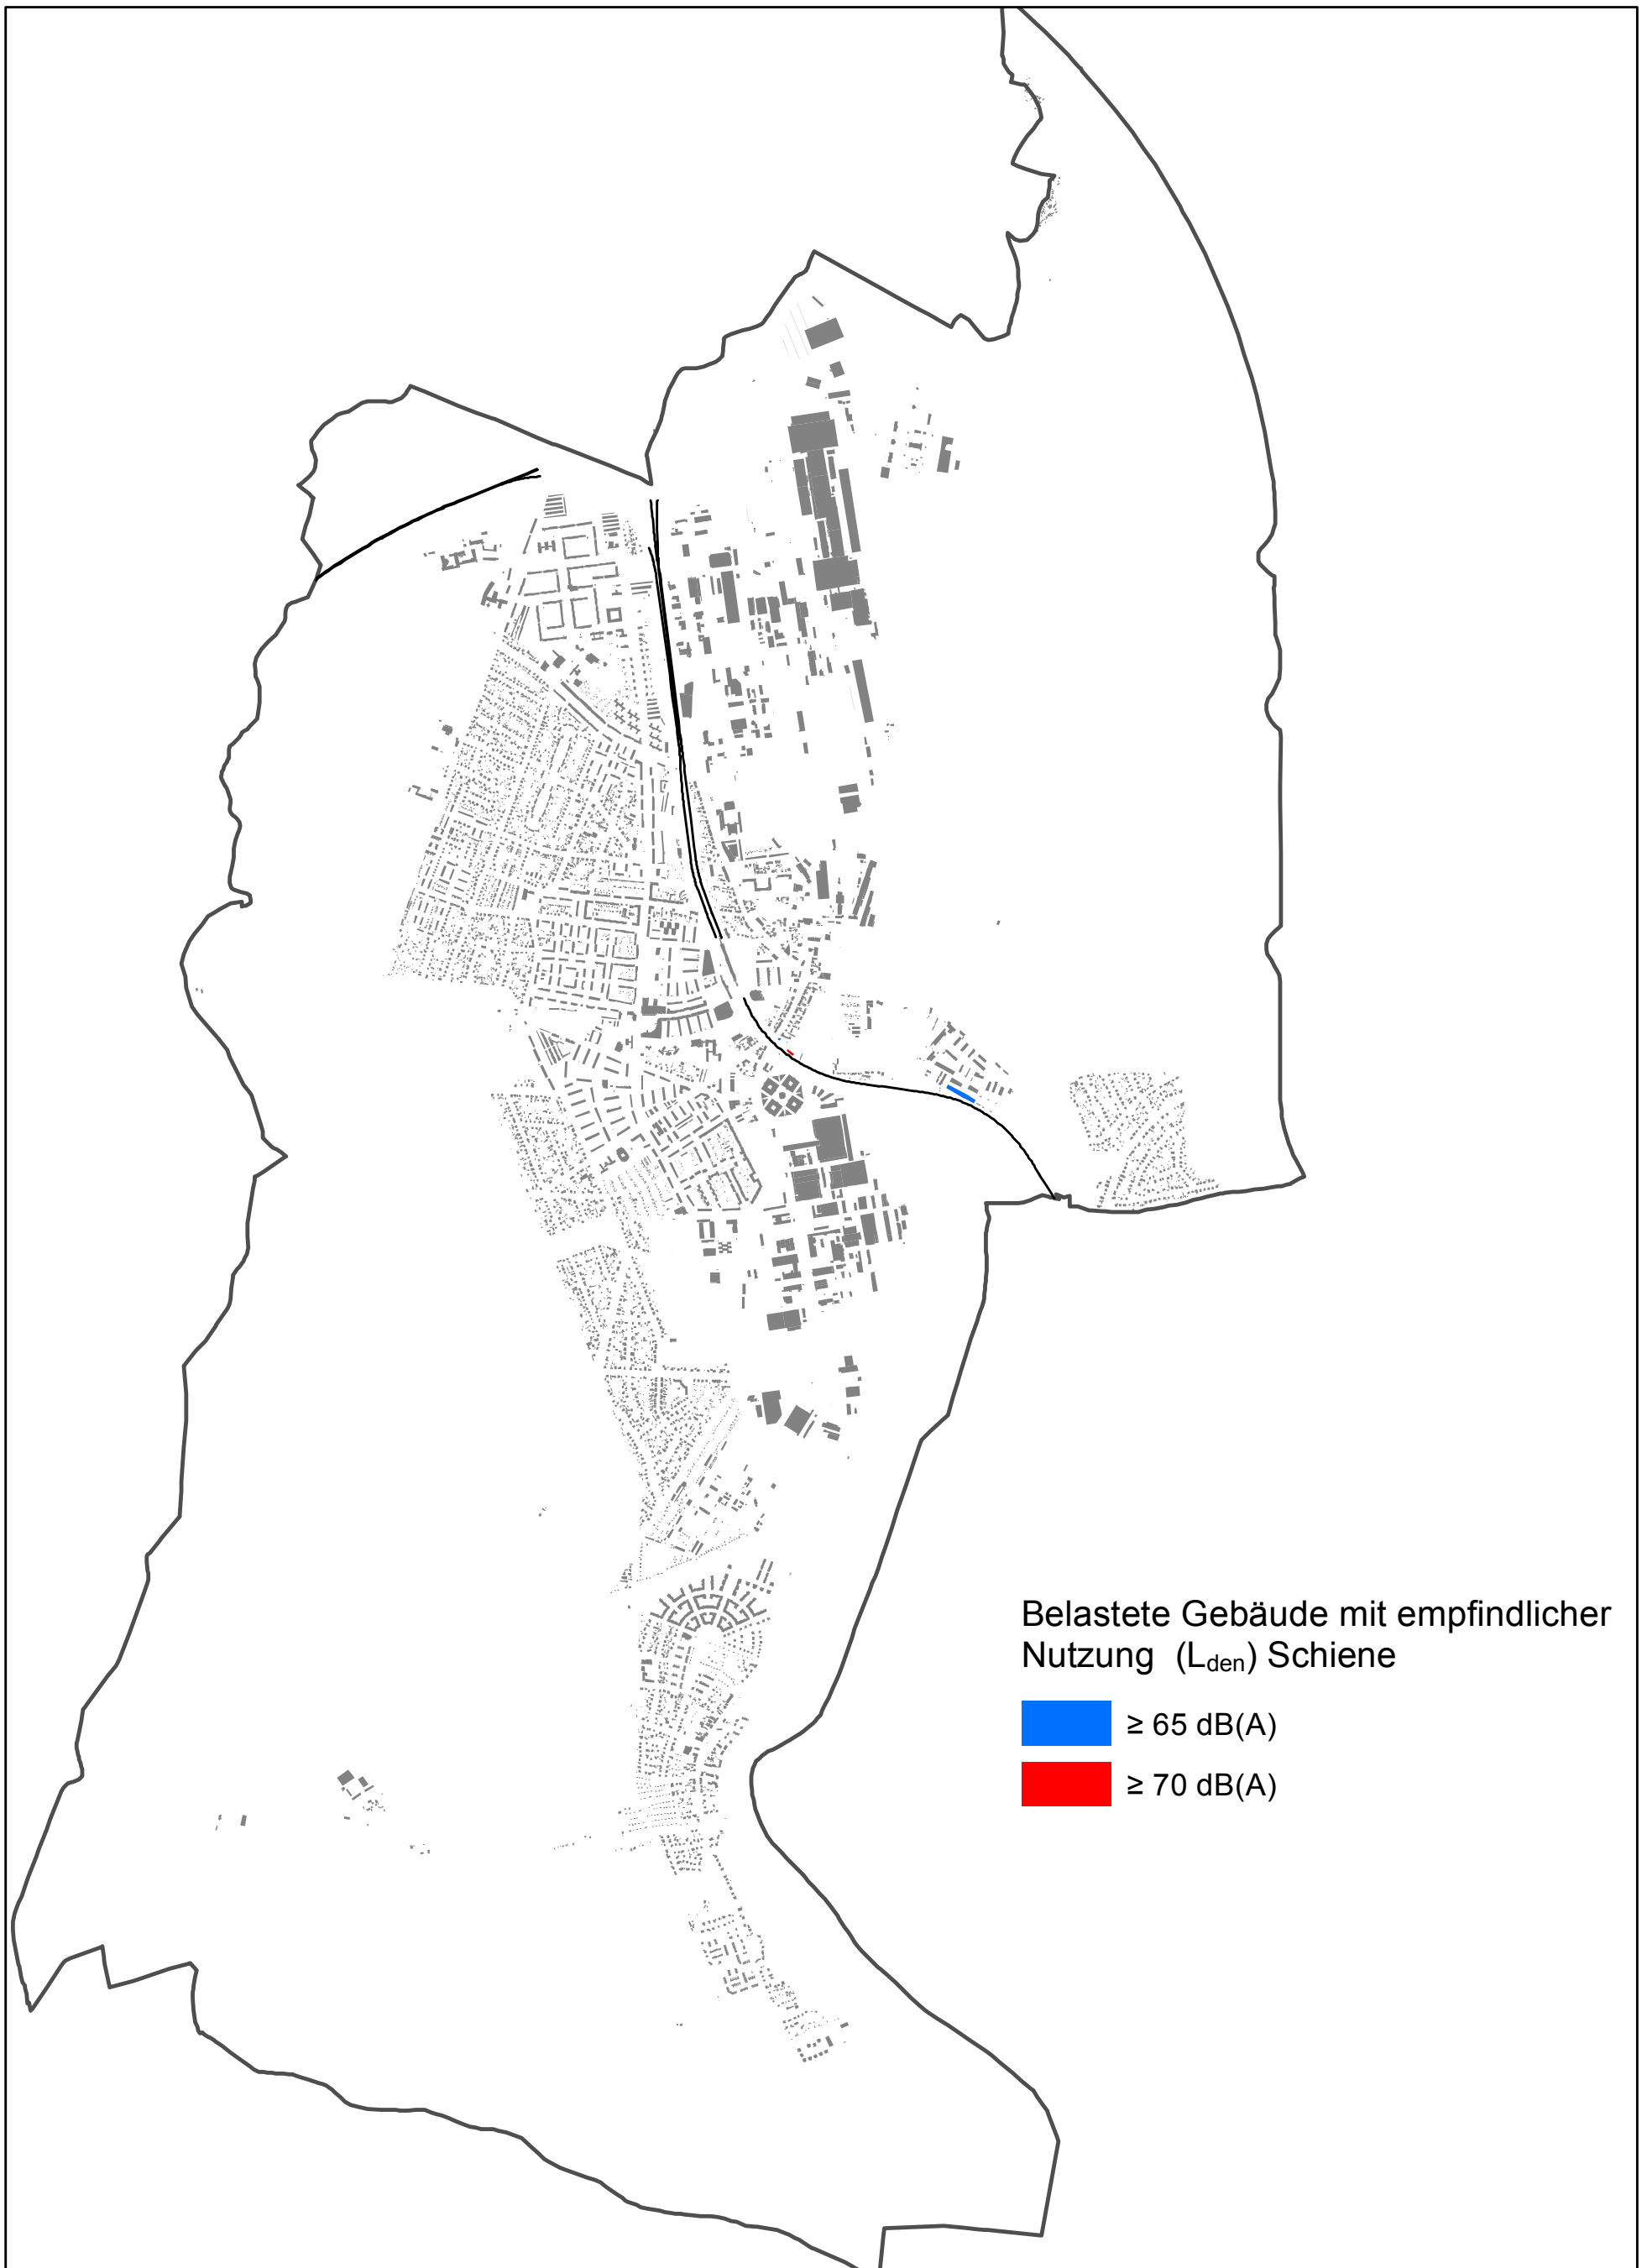 Belastete Gebäude mit empfindlicher
Nutzung (Lden) Schiene
≥ 65 dB(A)
≥ 70 dB(A)